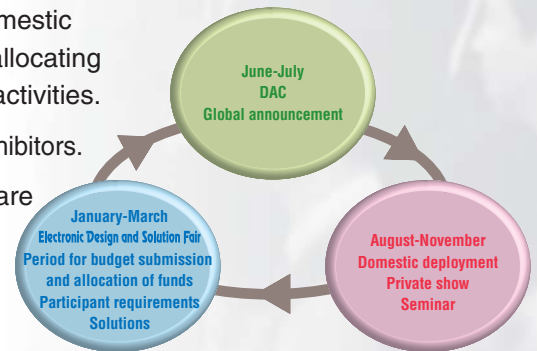 mestic
allocating
activities.
hibitors.
are
June-July
DAC
Global announcement
January-March
Electronic Design and Solution Fair
Period for budget submission
and allocation of funds
Participant requirements
Solutions
August-November
Domestic deployment
Private show
Seminar